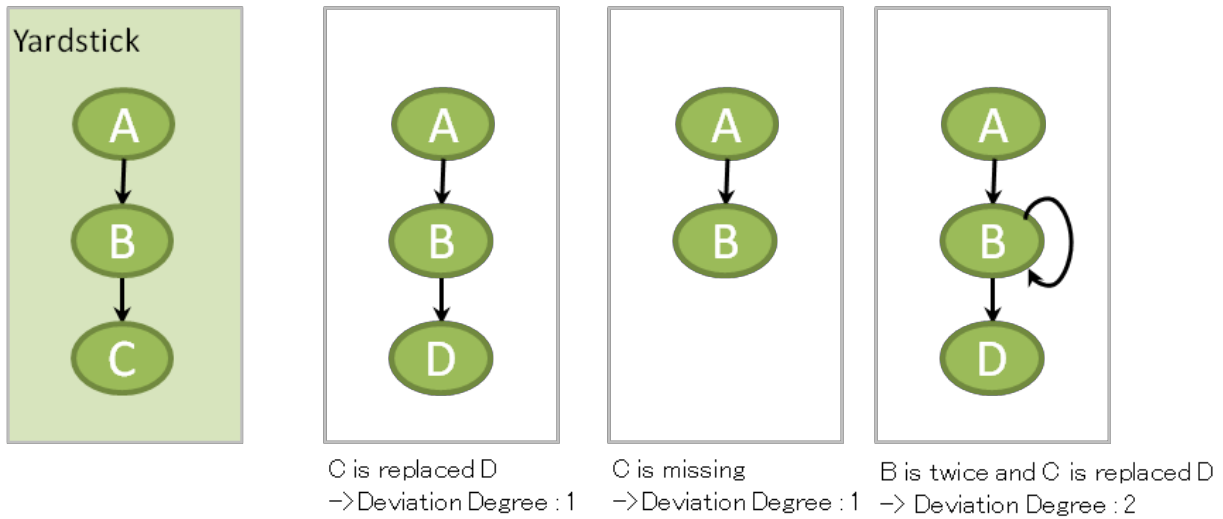 Yardstick
A
B
C
A
B
D
C is replaced D
->Deviation Degree : 1
A
B
C is missing
->Deviation Degree : 1
A
B
D
B is twice and C is replaced D
-> Deviation Degree : 2